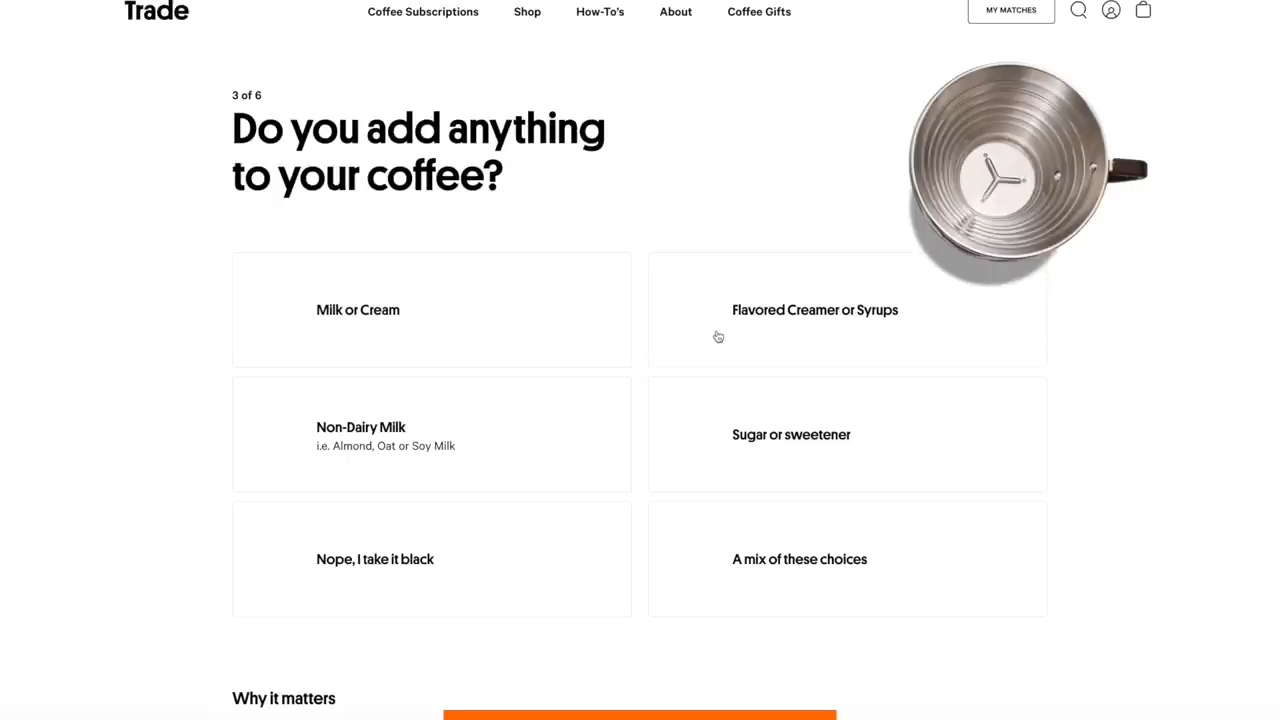 Trade
Coffee Subscriptions Shop How-To's About Coffee Gifts MY MATCHES
3 of 6
Do you add anything
to your coffee?
Milk or Cream
Flavored Creamer or Syrups
Non-Dairy Milk
i.e. Almond, Oat or Soy Milk
Sugar or sweetener
Nope, I take it black
A mix of these choices
Why it matters